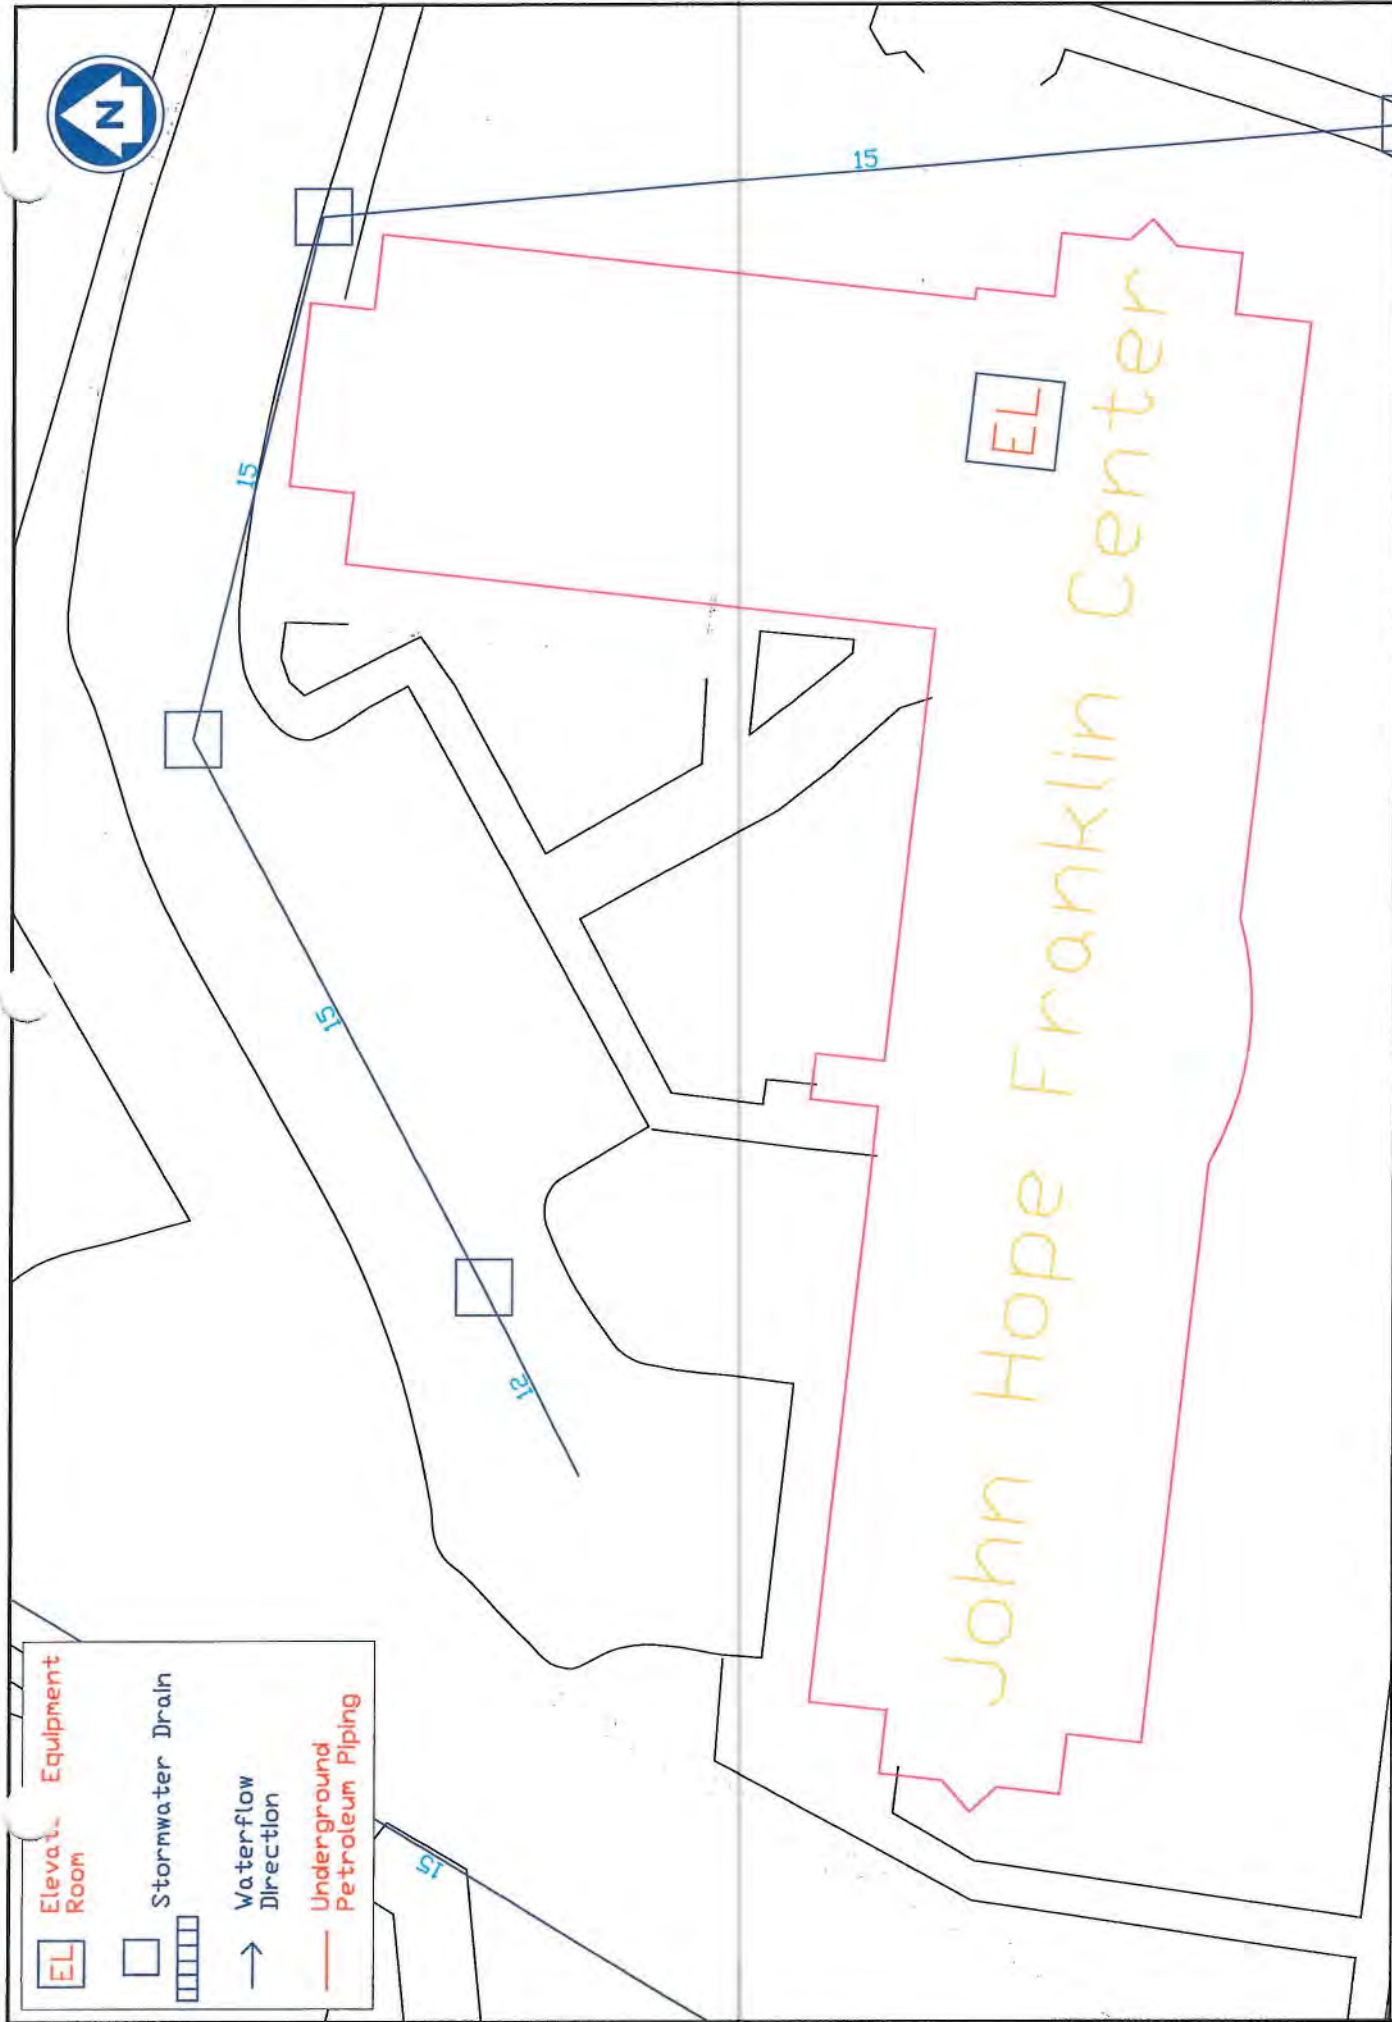 N
15
15
15
12
15
EL
John Hope Franklin Center
EL
Equipment
Room
Stormwater Drain
Waterflow
Direction
Underground
Petroleum Piping